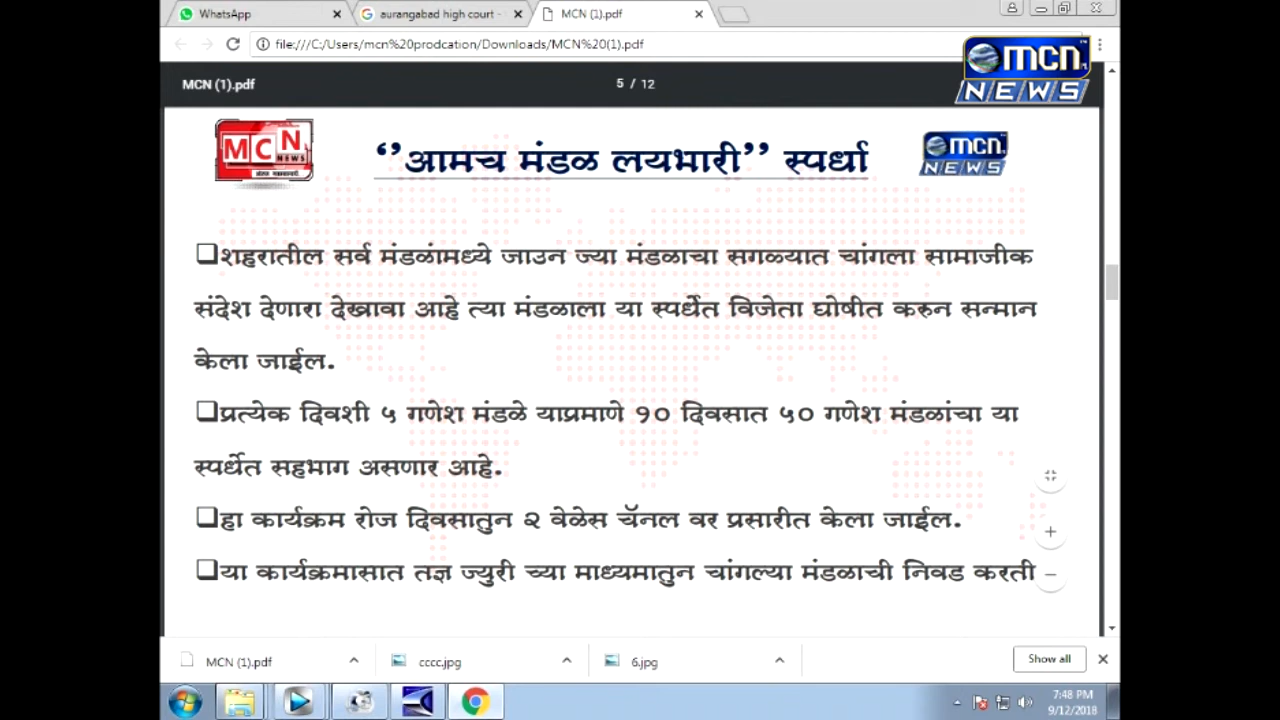 WhatsApp
aurangabad high court -
MCN (1).pdf
file:///C:/Users/mcn%20prodcation/Downloads/MCN%20(1).pdf
mcn
NEWS
MCN (1).pdf
5 / 12
MCN
NEWS
‘’आमच मंडळ लयभारी’’ स्पर्धा
mcn
NEWS
❑शहरातील सर्व मंडळांमध्ये जाउन ज्या मंडळाचा सगळ्यात चांगला सामाजीक
संदेश देणारा देखावा आहे त्या मंडळाला या स्पर्धेत विजेता घोषीत करुन सन्मान
केला जाईल.
❑प्रत्येक दिवशी ५ गणेश मंडळे याप्रमाणे १० दिवसात ५० गणेश मंडळांचा या
स्पर्धेत सहभाग असणार आहे.
❑हा कार्यक्रम रोज दिवसातुन २ वेळेस चॅनल वर प्रसारीत केला जाईल.
❑या कार्यक्रमासात तज्ञ ज्युरी च्या माध्यमातुन चांगल्या मंडळाची निवड करती
MCN (1).pdf
cccc.jpg
6.jpg
Show all
7:48 PM
9/12/2018